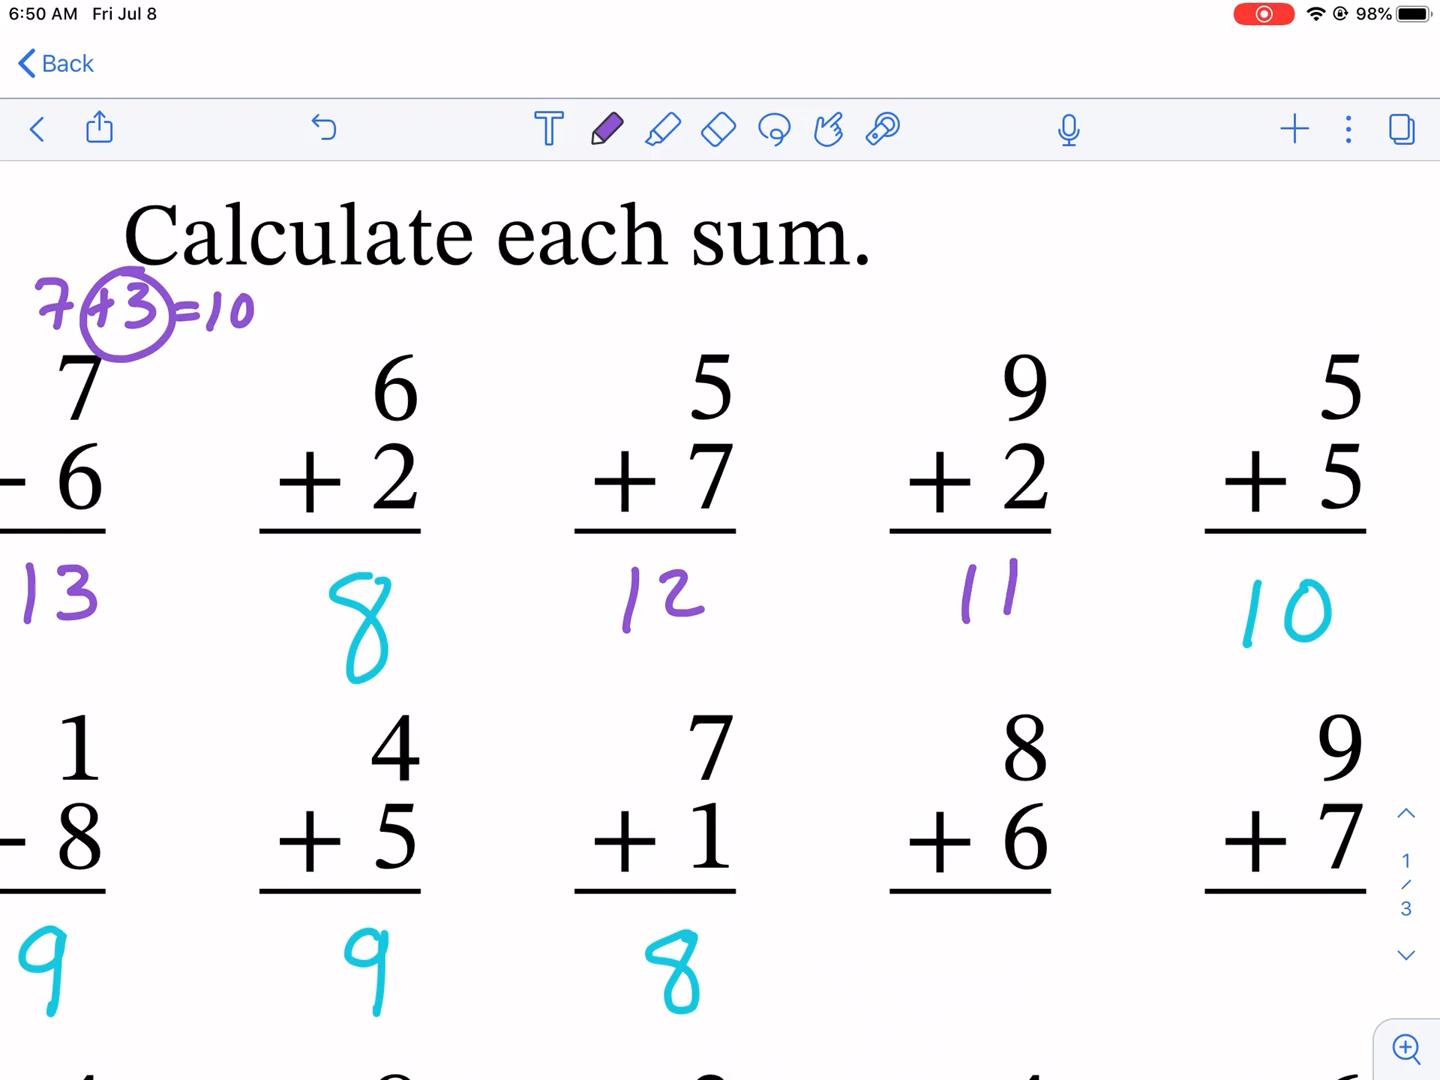 6:50 AM Fri Jul 8 98%
Back
Calculate each sum.
7+3=10
7 6 5 9 5
- 6 + 2 + 7 + 2 + 5
13 8 12 11 10
1 4 7 8 9
- 8 + 5 + 1 + 6 + 7
9 9 8
1
/
3